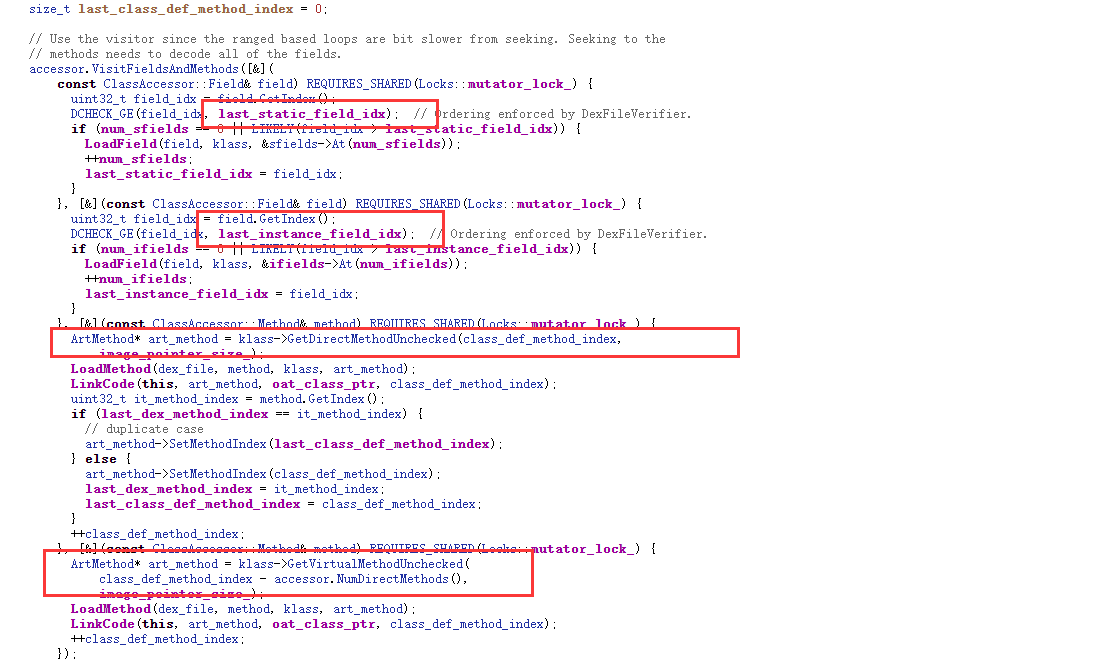 size_t last_class_def_method_index = 0;
// Use the visitor since the ranged based loops are bit slower from seeking. Seeking to the
// methods needs to decode all of the fields.
accessor.VisitFieldsAndMethods([&](
const ClassAccessor::Field& field) REQUIRES_SHARED(Locks::mutator_lock_) {
uint32_t field_idx = field.GetIndex();
DCHECK_GE(field_idx, last_static_field_idx); // Ordering enforced by DexFileVerifier.
if (num_sfields == 0 || LIKELY(field_idx > last_static_field_idx)) {
LoadField(field, klass, &sfields->At(num_sfields));
++num_sfields;
last_static_field_idx = field_idx;
}
}, [&](const ClassAccessor::Field& field) REQUIRES_SHARED(Locks::mutator_lock_) {
uint32_t field_idx = field.GetIndex();
DCHECK_GE(field_idx, last_instance_field_idx); // Ordering enforced by DexFileVerifier.
if (num_ifields == 0 || LIKELY(field_idx > last_instance_field_idx)) {
LoadField(field, klass, &ifields->At(num_ifields));
++num_ifields;
last_instance_field_idx = field_idx;
}
}, [&](const ClassAccessor::Method& method) REQUIRES_SHARED(Locks::mutator_lock_) {
ArtMethod* art_method = klass->GetDirectMethodUnchecked(class_def_method_index,
image_pointer_size_);
LoadMethod(dex_file, method, klass, art_method);
LinkCode(this, art_method, oat_class_ptr, class_def_method_index);
uint32_t it_method_index = method.GetIndex();
if (last_dex_method_index == it_method_index) {
// duplicate case
art_method->SetMethodIndex(last_class_def_method_index);
} else {
art_method->SetMethodIndex(class_def_method_index);
last_dex_method_index = it_method_index;
last_class_def_method_index = class_def_method_index;
}
++class_def_method_index;
}, [&](const ClassAccessor::Method& method) REQUIRES_SHARED(Locks::mutator_lock_) {
ArtMethod* art_method = klass->GetVirtualMethodUnchecked(
class_def_method_index - accessor.NumDirectMethods(),
image_pointer_size_);
LoadMethod(dex_file, method, klass, art_method);
LinkCode(this, art_method, oat_class_ptr, class_def_method_index);
++class_def_method_index;
});